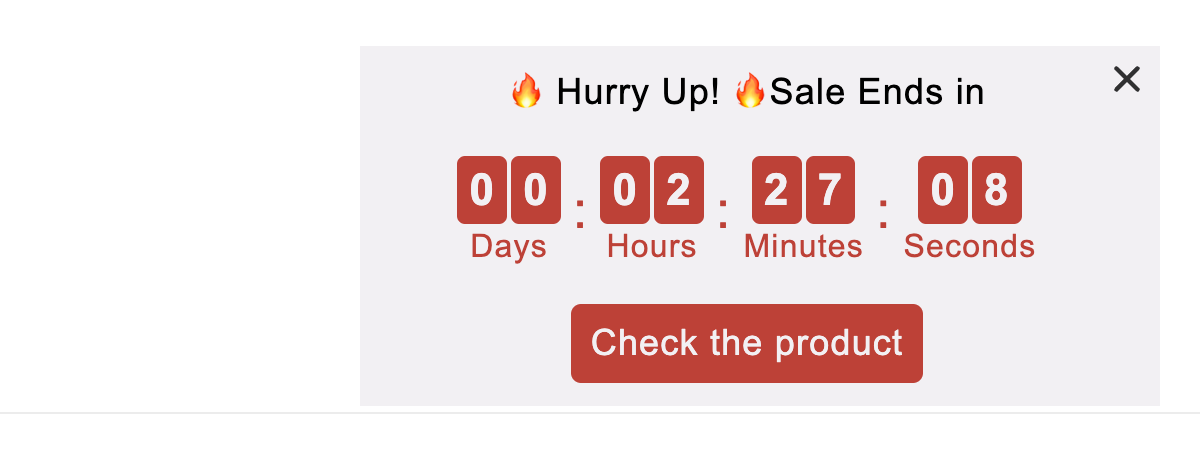 🔥 Hurry Up! 🔥Sale Ends in
00 : 02 : 27 : 08
Days Hours Minutes Seconds
Check the product